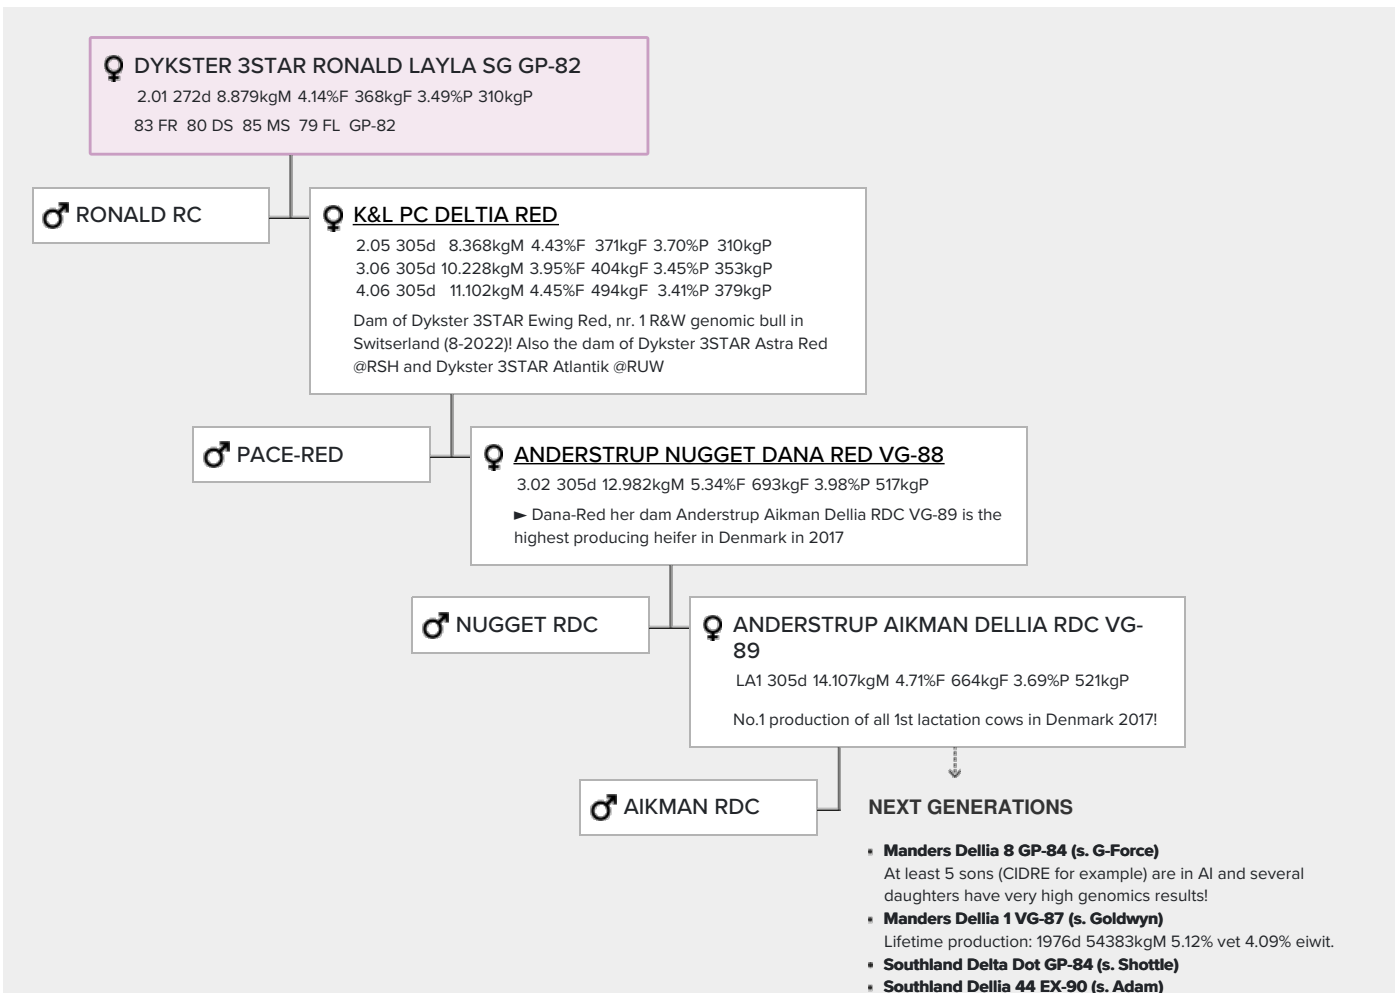 DYKSTER 3STAR RONALD LAYLA SG GP-82
2.01 272d 8.879kgM 4.14%F 368kgF 3.49%P 310kgP
83 FR 80 DS 85 MS 79 FL GP-82
RONALD RC
K&L PC DELTIA RED
2.05 305d 8.368kgM 4.43%F 371kgF 3.70%P 310kgP
3.06 305d 10.228kgM 3.95%F 404kgF 3.45%P 353kgP
4.06 305d 11.102kgM 4.45%F 494kgF 3.41%P 379kgP
Dam of Dykster 3STAR Ewing Red, nr. 1 R&W genomic bull in
Switserland (8-2022)! Also the dam of Dykster 3STAR Astra Red
@RSH and Dykster 3STAR Atlantik @RUW
PACE-RED
ANDERSTRUP NUGGET DANA RED VG-88
3.02 305d 12.982kgM 5.34%F 693kgF 3.98%P 517kgP
► Dana-Red her dam Anderstrup Aikman Dellia RDC VG-89 is the
highest producing heifer in Denmark in 2017
NUGGET RDC
ANDERSTRUP AIKMAN DELLIA RDC VG-
89
LA1 305d 14.107kgM 4.71%F 664kgF 3.69%P 521kgP
No.1 production of all 1st lactation cows in Denmark 2017!
AIKMAN RDC
NEXT GENERATIONS
▪ Manders Dellia 8 GP-84 (s. G-Force)
At least 5 sons (CIDRE for example) are in AI and several
daughters have very high genomics results!
▪ Manders Dellia 1 VG-87 (s. Goldwyn)
Lifetime production: 1976d 54383kgM 5.12% vet 4.09% eiwit.
▪ Southland Delta Dot GP-84 (s. Shottle)
▪ Southland Dellia 44 EX-90 (s. Adam)